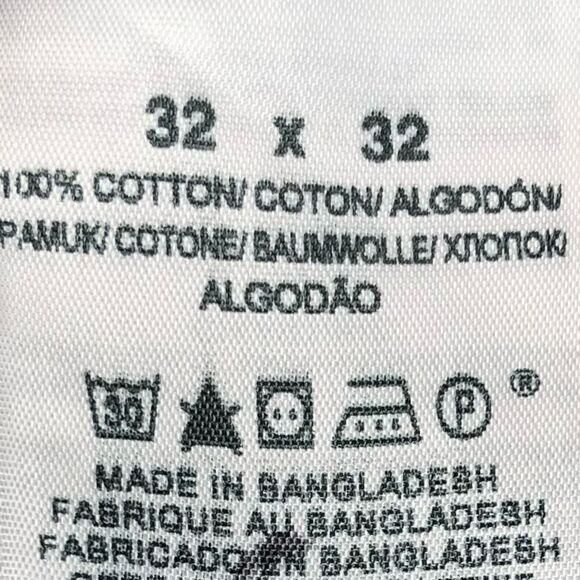 32 x 32
100% COTTON/ COTON/ ALGODÓN/
PAMUK/ COTONE/ BAUMWOLLE/ ХЛОПОК/
ALGODÃO
30 P ®
MADE IN BANGLADESH
FABRIQUE AU BANGLADESH
FABRICADO EN BANGLADESH